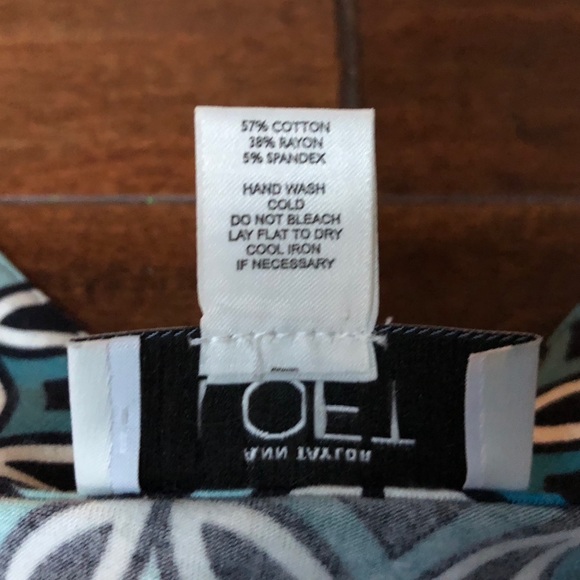 57% COTTON
38% RAYON
5% SPANDEX
HAND WASH
COLD
DO NOT BLEACH
LAY FLAT TO DRY
COOL IRON
IF NECESSARY
ANN TAYLOR
LOFT